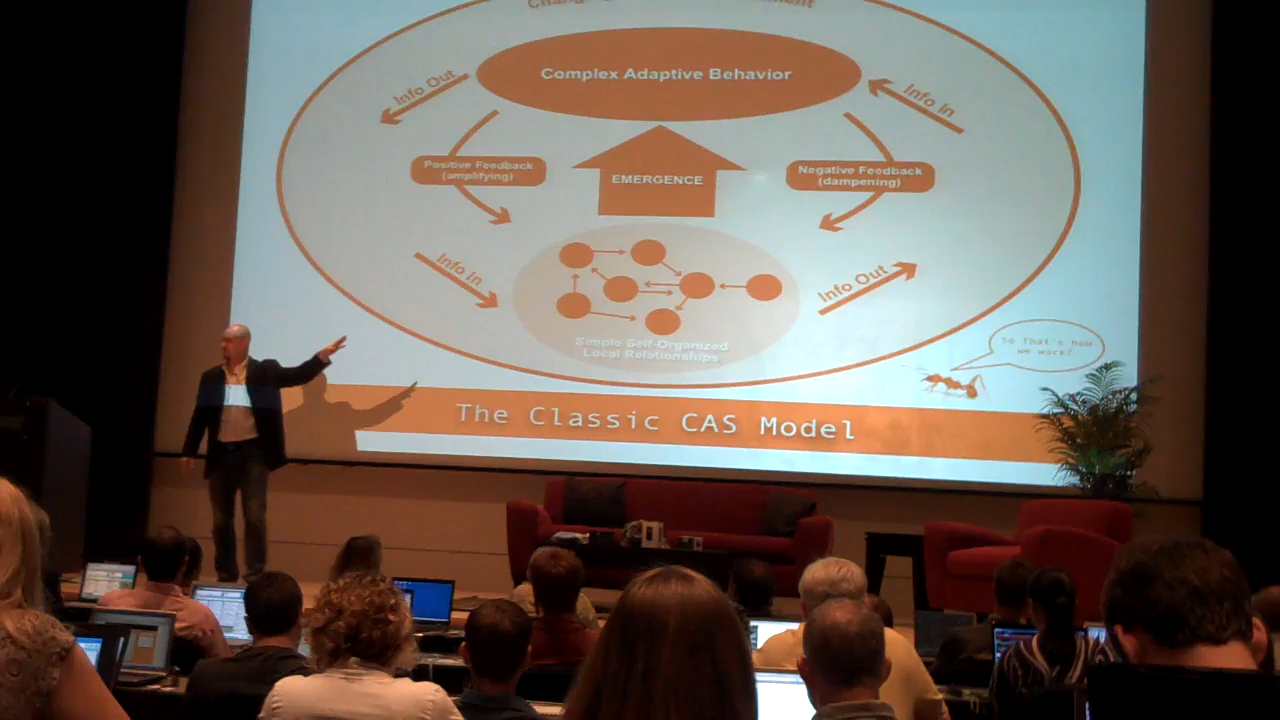 Complex Adaptive Behavior
Info Out
Info In
Positive Feedback
(amplifying)
EMERGENCE
Negative Feedback
(dampening)
Info In
Info Out
Simple Self-Organized
Local Relationships
So That's how
we work?
The Classic CAS Model